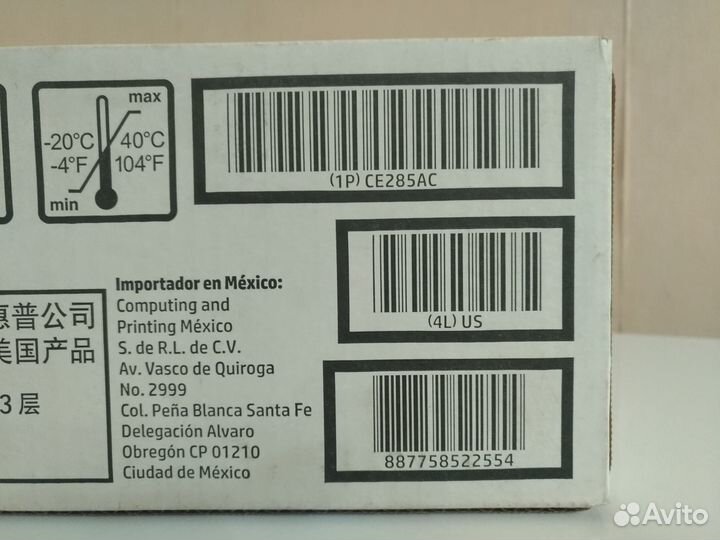 max
-20°C 40°C
-4°F 104°F
min
(1P) CE285AC
(4L) US
887758522554
惠普公司
美国产品
3 层
Importador en México:
Computing and
Printing México
S. de R.L. de C.V.
Av. Vasco de Quiroga
No. 2999
Col. Peña Blanca Santa Fe
Delegación Alvaro
Obregón CP 01210
Ciudad de México
Avito